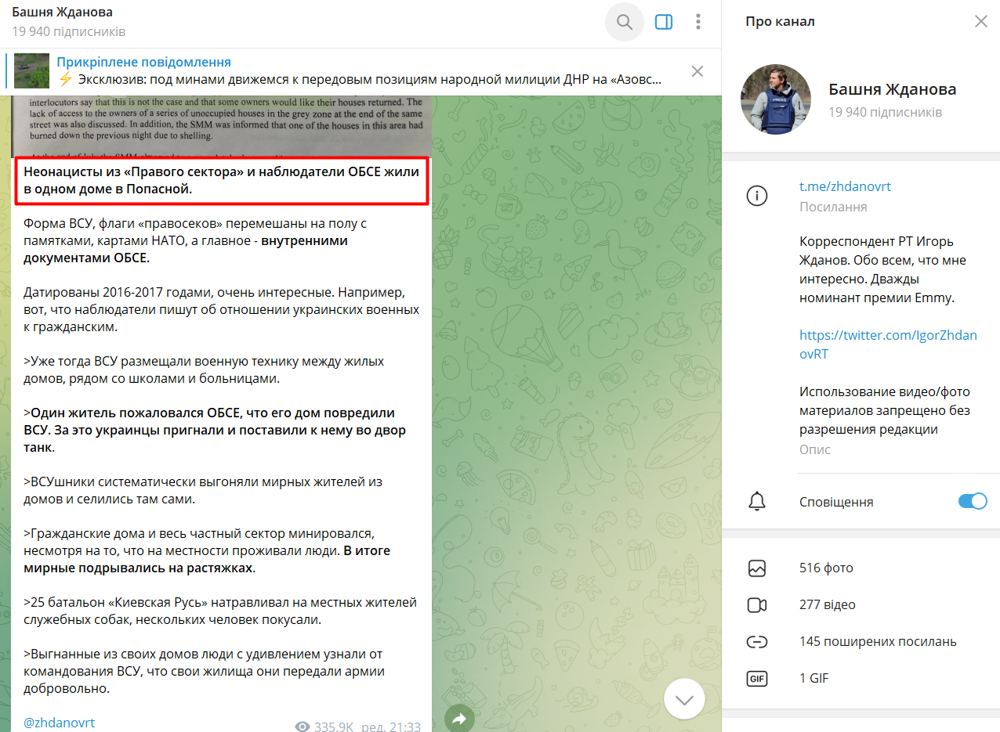 Башня Жданова
19 940 підписників
Прикріплене повідомлення
⚡ Эксклюзив: под минами движемся к передовым позициям народной милиции ДНР на «Азовс...
interlocutors say that this is not the case and that some owners would like their houses returned. The
lack of access to the owners of a series of unoccupied houses in the grey zone at the end of the same
street was also discussed. In addition, the SMM was informed that one of the houses in this area had
burned down the previous night due to shelling.
Неонацисты из «Правого сектора» и наблюдатели ОБСЕ жили
в одном доме в Попасной.
Форма ВСУ, флаги «правосеков» перемешаны на полу с
памятками, картами НАТО, а главное - внутренними
документами ОБСЕ.
Датированы 2016-2017 годами, очень интересные. Например,
вот, что наблюдатели пишут об отношении украинских военных
к гражданским.
>Уже тогда ВСУ размещали военную технику между жилых
домов, рядом со школами и больницами.
>Один житель пожаловался ОБСЕ, что его дом повредили
ВСУ. За это украинцы пригнали и поставили к нему во двор
танк.
>ВСУшники систематически выгоняли мирных жителей из
домов и селились там сами.
>Гражданские дома и весь частный сектор минировался,
несмотря на то, что на местности проживали люди. В итоге
мирные подрывались на растяжках.
>25 батальон «Киевская Русь» натравливал на местных жителей
служебных собак, нескольких человек покусали.
>Выгнанные из своих домов люди с удивлением узнали от
командования ВСУ, что свои жилища они передали армии
добровольно.
@zhdanovrt
335.9K ред. 21:33
Про канал
PRESS
Башня Жданова
19 940 підписників
t.me/zhdanovrt
Посилання
Корреспондент РТ Игорь
Жданов. Обо всем, что мне
интересно. Дважды
номинант премии Emmy.
https://twitter.com/IgorZhdan
ovRT
Использование видео/фото
материалов запрещено без
разрешения редакции
Опис
Сповіщення
516 фото
277 відео
145 поширених посилань
GIF 1 GIF